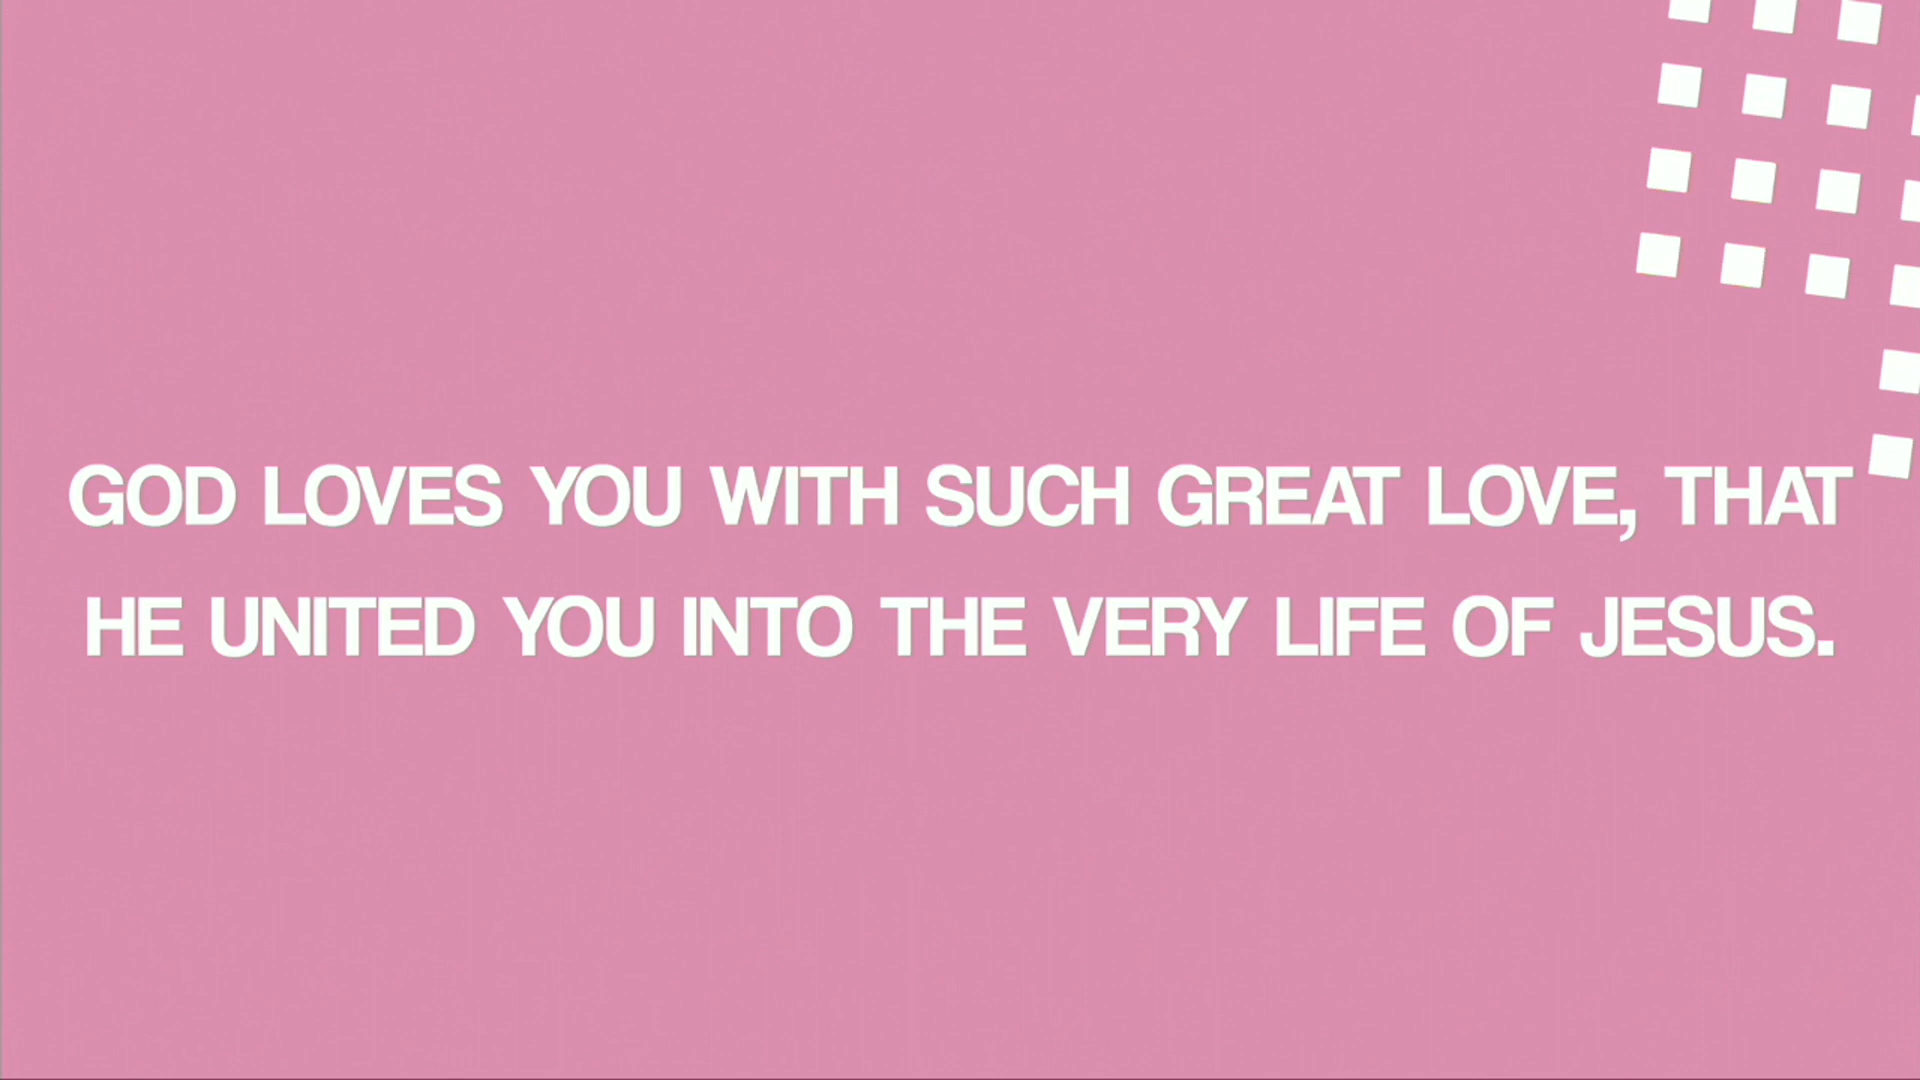 GOD LOVES YOU WITH SUCH GREAT LOVE, THAT
HE UNITED YOU INTO THE VERY LIFE OF JESUS.